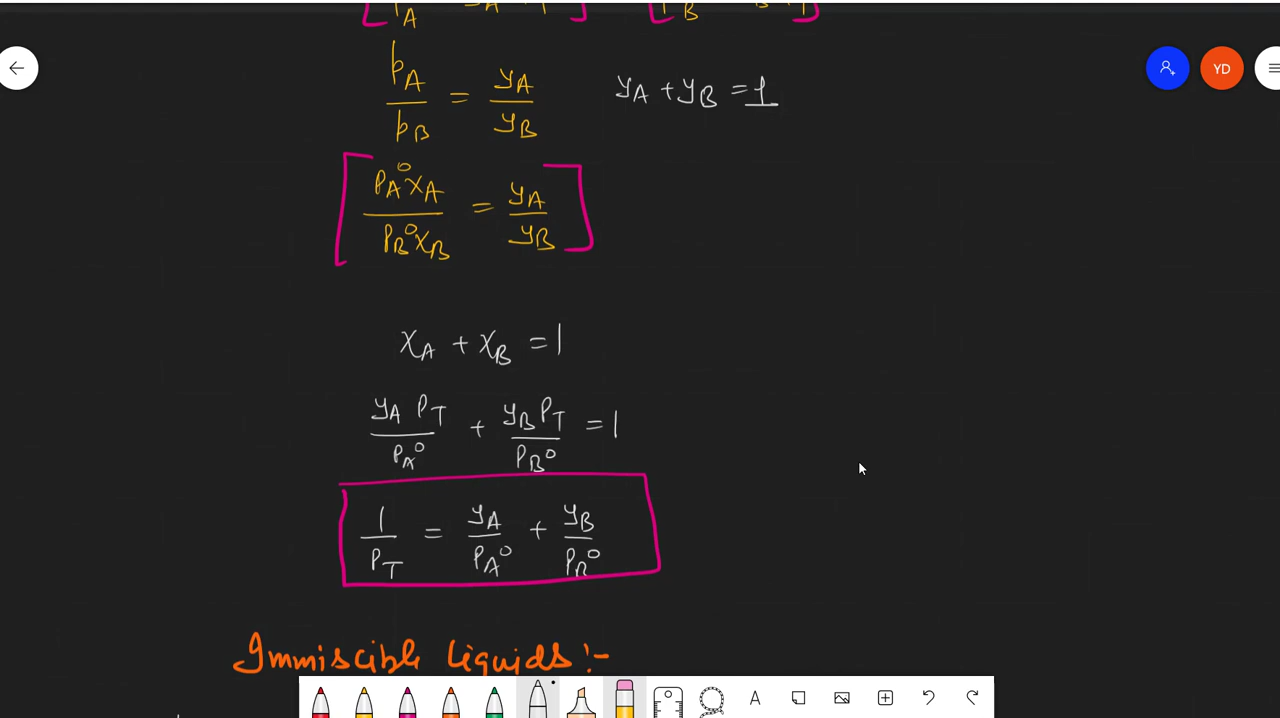 p_A / p_B = y_A / y_B    y_A + y_B = 1
YD
P_A° x_A / P_B° x_B = y_A / y_B
x_A + x_B = 1
y_A P_T / P_A° + y_B P_T / P_B° = 1
1 / P_T = y_A / P_A° + y_B / P_B°
Immiscible Liquids :-
A